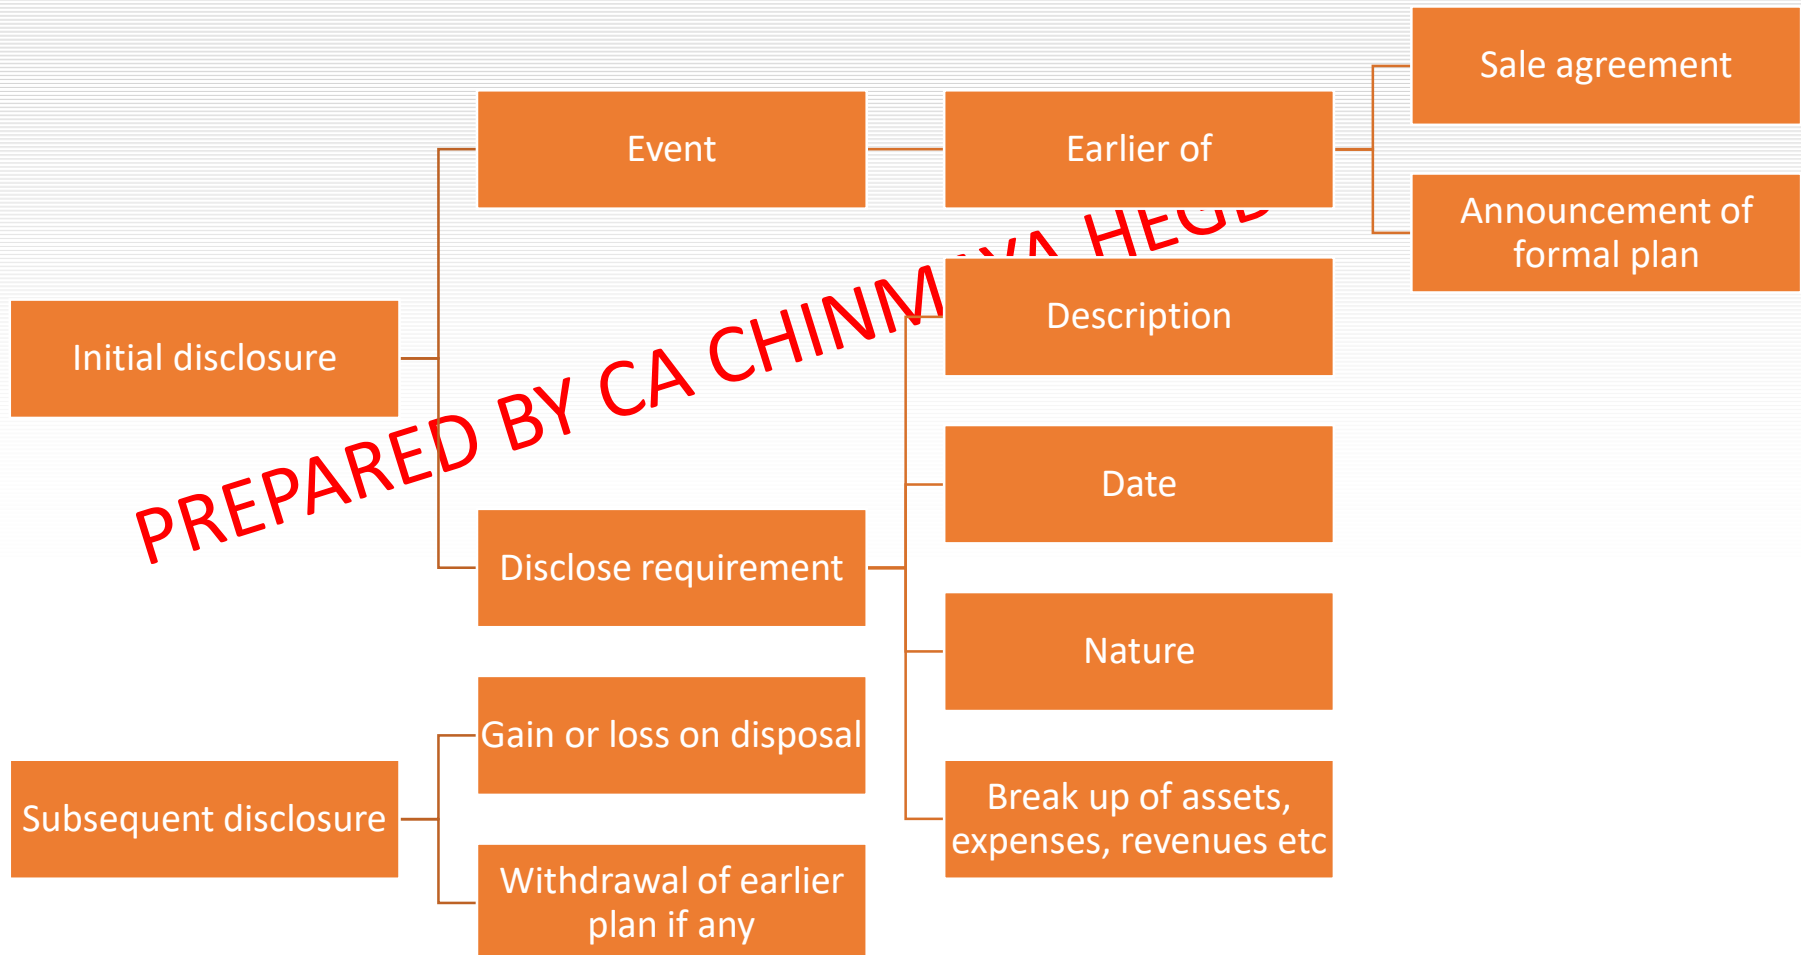 Initial disclosure
Event
Earlier of
Sale agreement
Announcement of
formal plan
Disclose requirement
Description
Date
Nature
Break up of assets,
expenses, revenues etc
Subsequent disclosure
Gain or loss on disposal
Withdrawal of earlier
plan if any
PREPARED BY CA